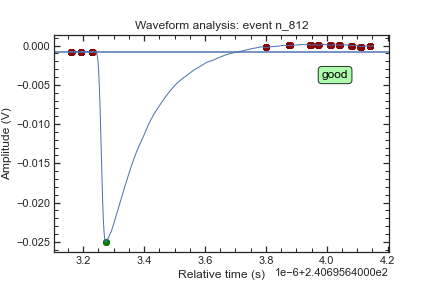 Waveform analysis: event n_812
Amplitude (V)
0.000
−0.005
−0.010
−0.015
−0.020
−0.025
good
3.2
3.4
3.6
3.8
4.0
4.2
Relative time (s)
1e−6+2.4069564000e2